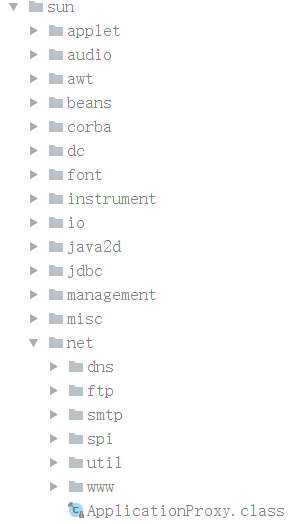 sun
applet
audio
awt
beans
corba
dc
font
instrument
io
java2d
jdbc
management
misc
net
dns
ftp
smtp
spi
util
www
ApplicationProxy.class